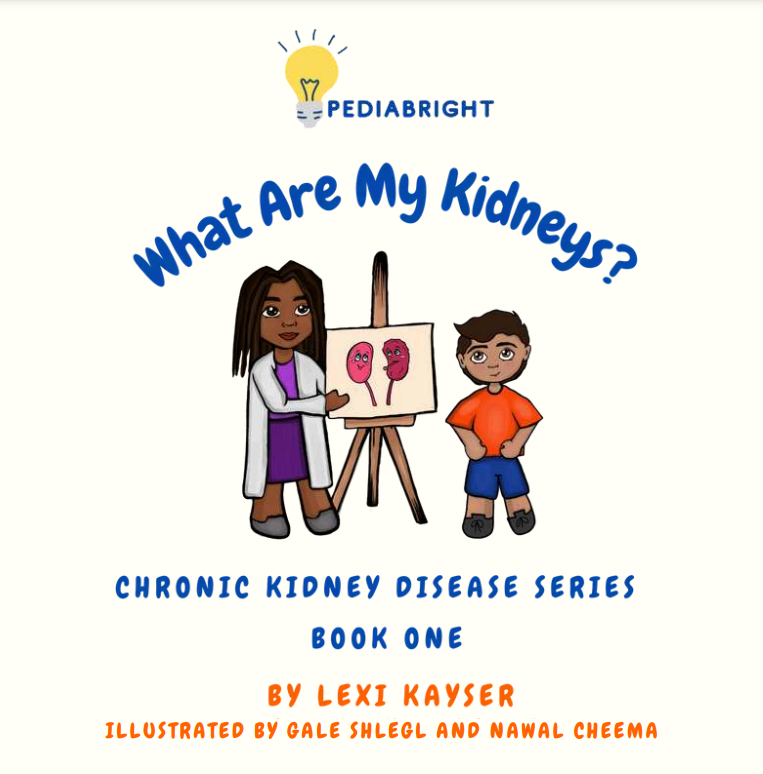 PEDIABRIGHT
What Are My Kidneys?
CHRONIC KIDNEY DISEASE SERIES
BOOK ONE
BY LEXI KAYSER
ILLUSTRATED BY GALE SHLEGL AND NAWAL CHEEMA